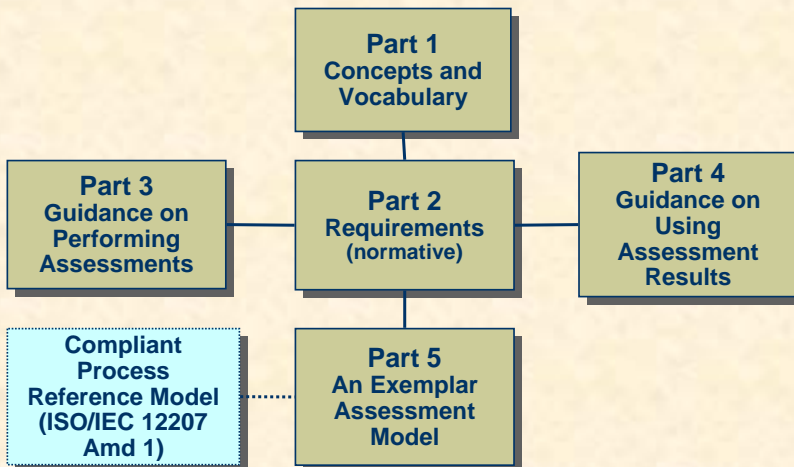 Part 1
Concepts and
Vocabulary
Part 3
Guidance on
Performing
Assessments
Part 2
Requirements
(normative)
Part 4
Guidance on
Using
Assessment
Results
Compliant
Process
Reference Model
(ISO/IEC 12207
Amd 1)
Part 5
An Exemplar
Assessment
Model